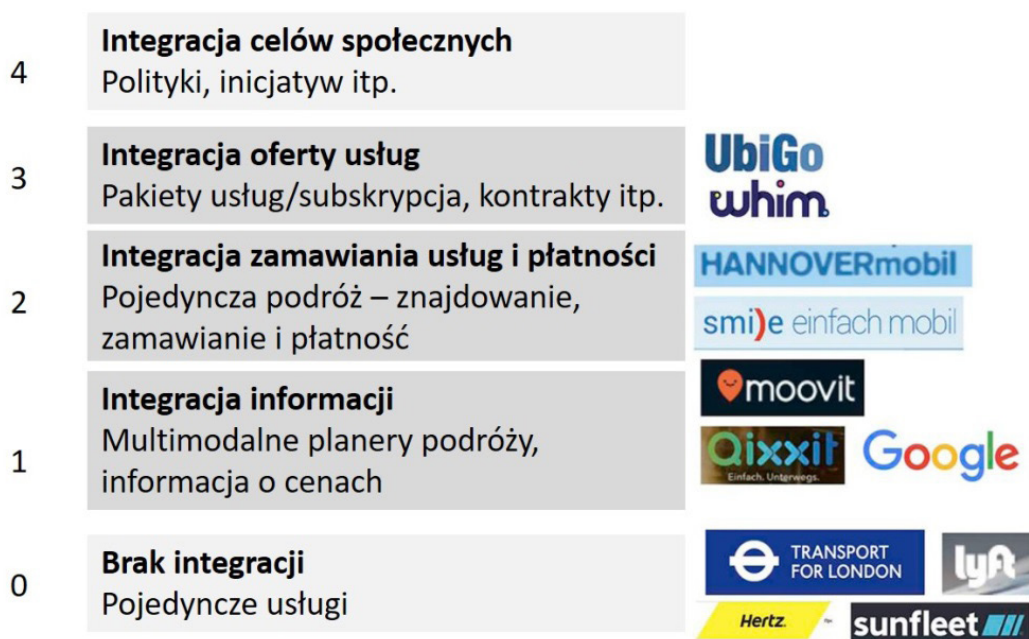 4
Integracja celów społecznych
Polityki, inicjatyw itp.
3
Integracja oferty usług
Pakiety usług/subskrypcja, kontrakty itp.
UbiGo
whim
2
Integracja zamawiania usług i płatności
Pojedyncza podróż – znajdowanie,
zamawianie i płatność
HANNOVERmobil
smi)e einfach mobil
1
Integracja informacji
Multimodalne planery podróży,
informacja o cenach
moovit
Qixxit
Einfach. Unterwegs.
Google
0
Brak integracji
Pojedyncze usługi
TRANSPORT
FOR LONDON
lyft
Hertz.
sunfleet